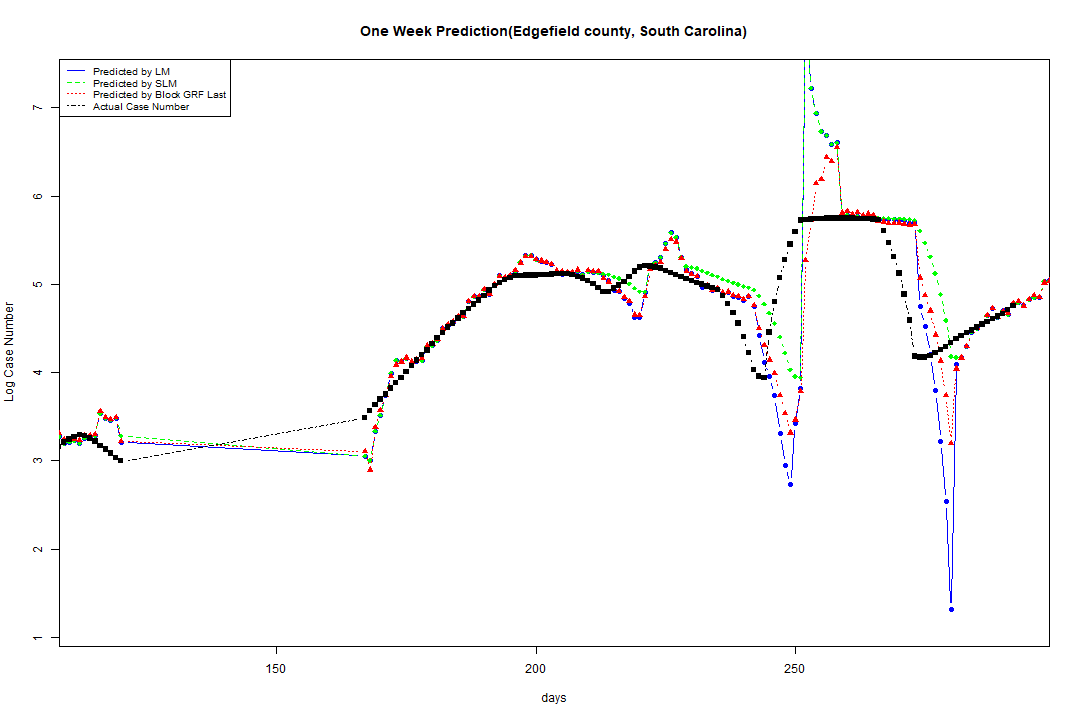 One Week Prediction(Edgefield county, South Carolina)
Predicted by LM
Predicted by SLM
Predicted by Block GRF Last
Actual Case Number
7
6
5
4
3
2
1
Log Case Number
150
200
250
days